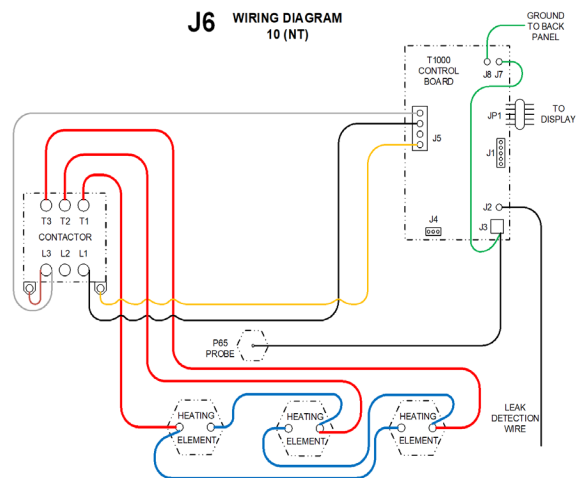 J6 WIRING DIAGRAM
10 (NT)
GROUND
TO BACK
PANEL
T1000
CONTROL
BOARD
J8 J7
JP1
TO
DISPLAY
J5
J1
J2
J4
J3
T3 T2 T1
CONTACTOR
L3 L2 L1
P65
PROBE
HEATING
ELEMENT
HEATING
ELEMENT
HEATING
ELEMENT
LEAK
DETECTION
WIRE